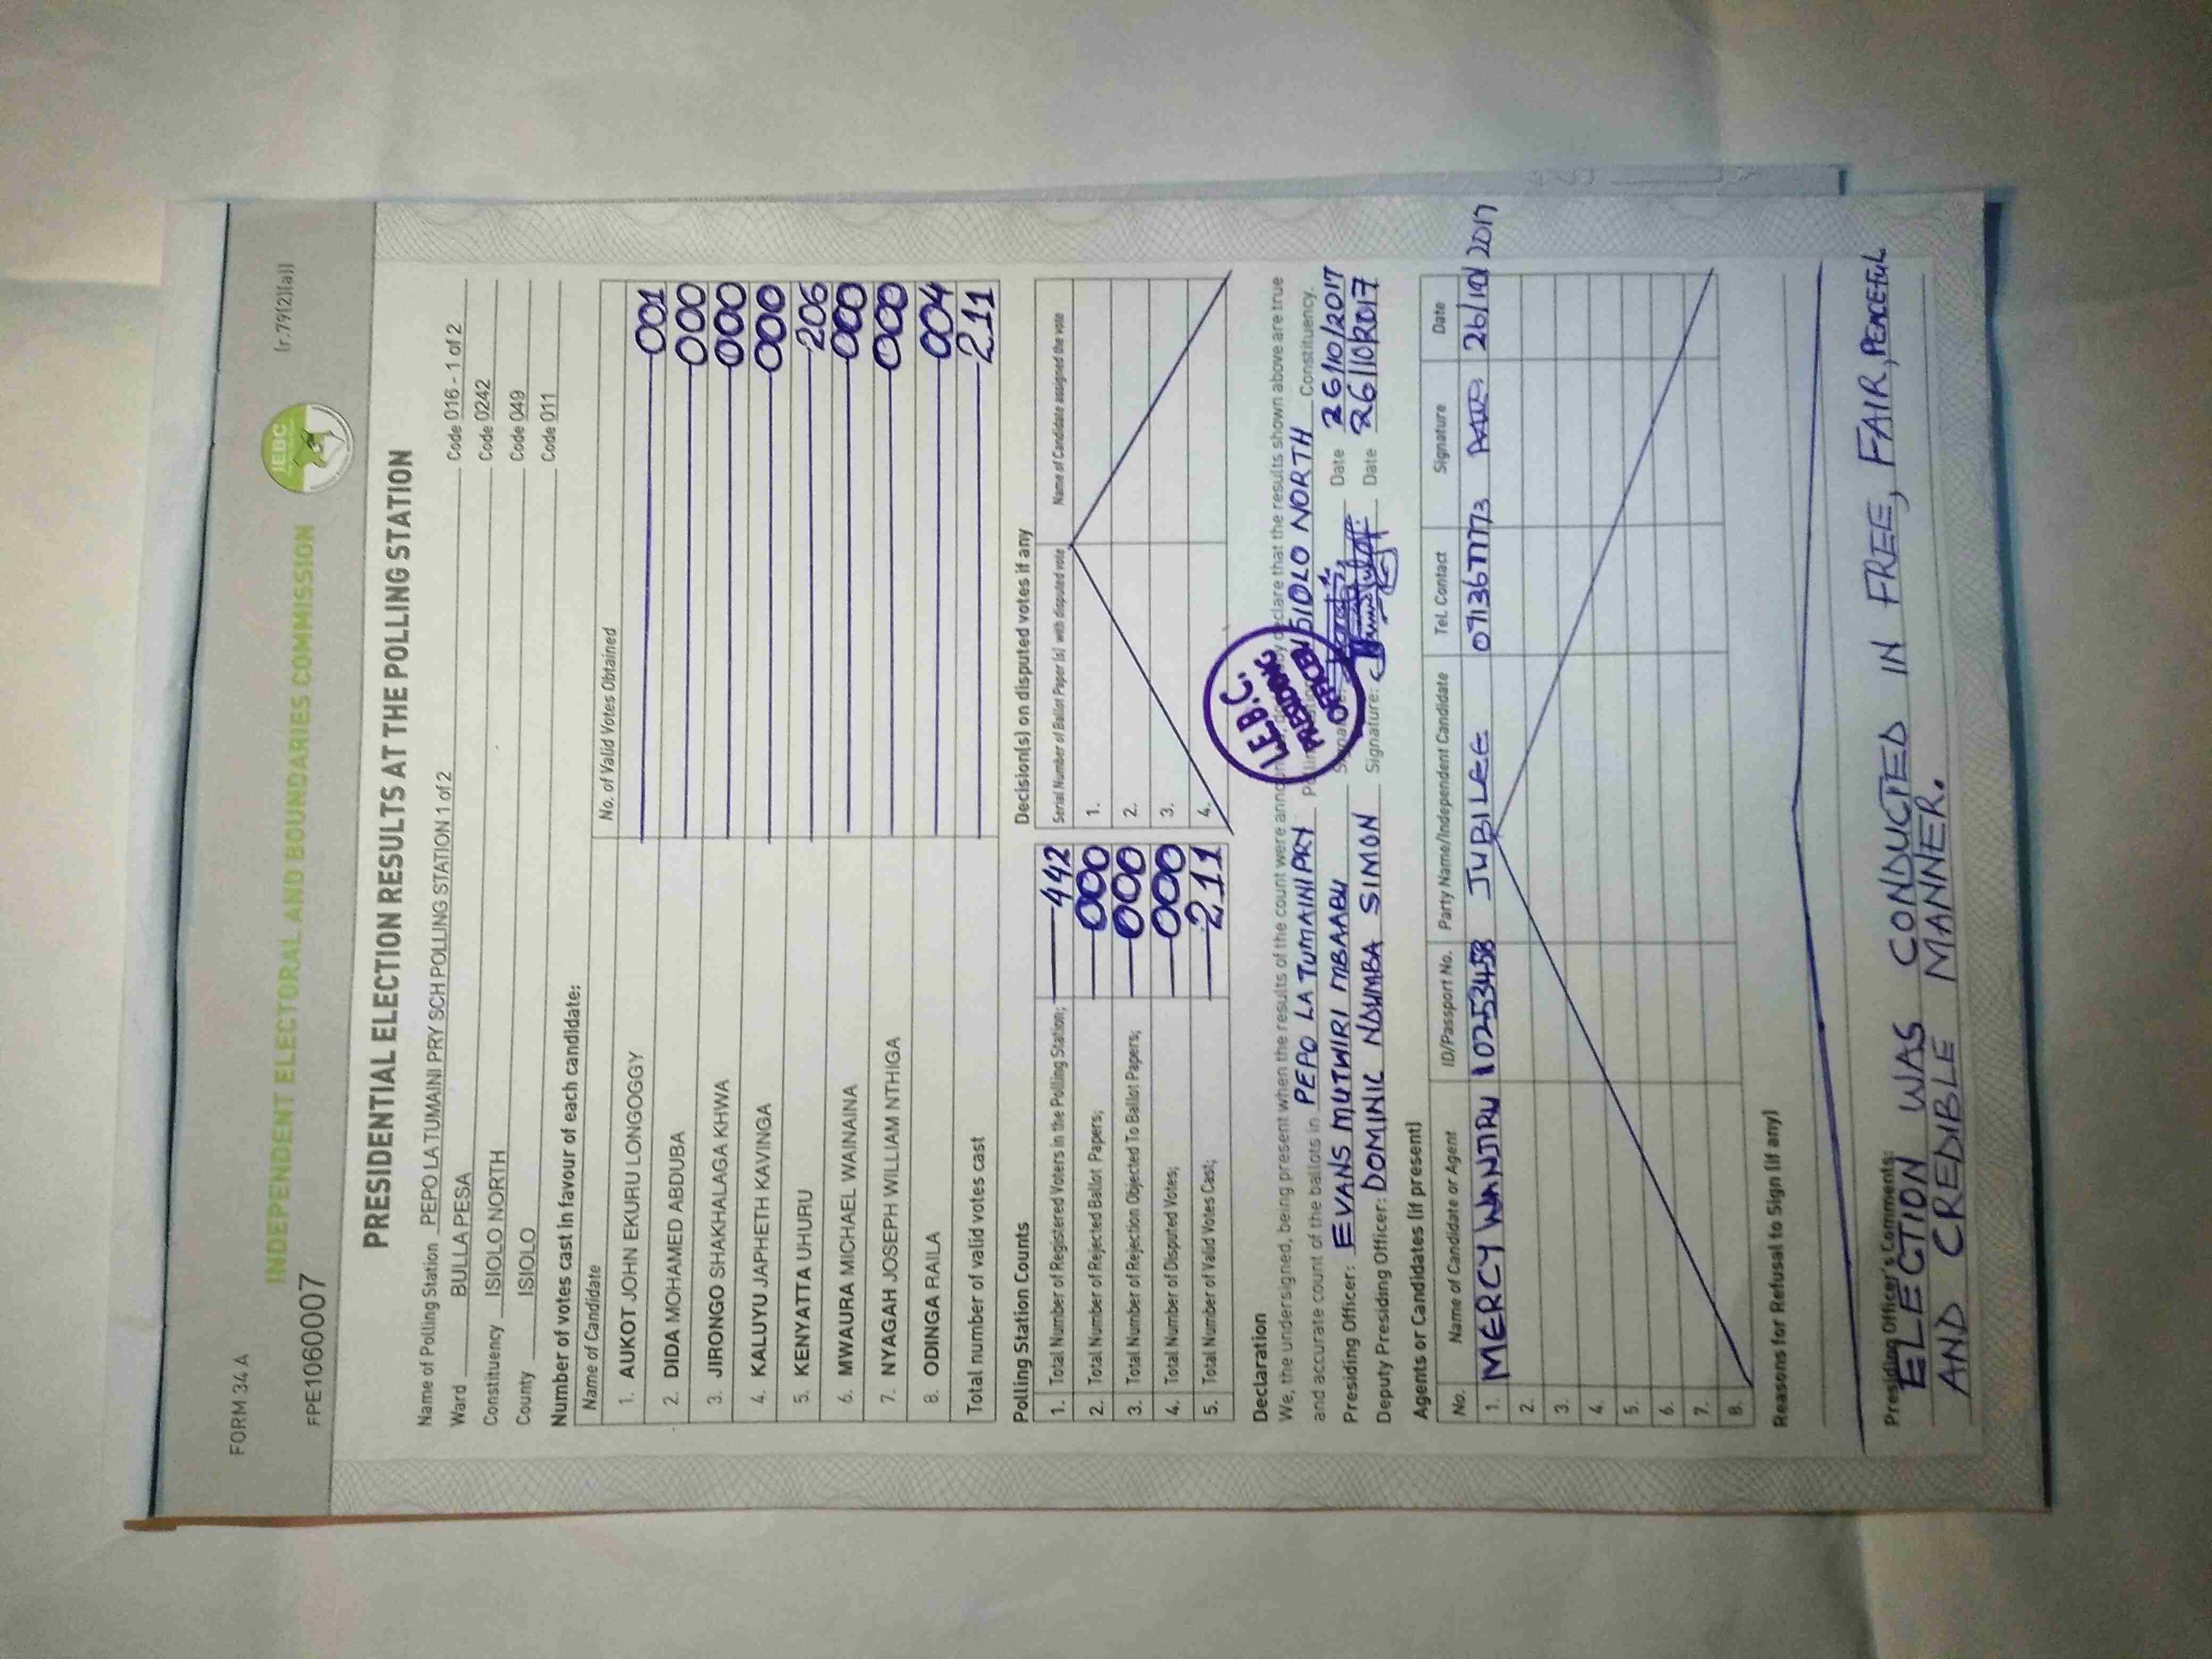 FORM 34 A
(r.79(2)(a))
INDEPENDENT ELECTORAL AND BOUNDARIES COMMISSION
IEBC
FPE1060007
PRESIDENTIAL ELECTION RESULTS AT THE POLLING STATION
Name of Polling Station PEPO LA TUMAINI PRY SCH POLLING STATION 1 of 2 Code 016 - 1 of 2
Ward BULLA PESA Code 0242
Constituency ISIOLO NORTH Code 049
County ISIOLO Code 011
Number of votes cast in favour of each candidate:
Name of Candidate No. of Valid Votes Obtained
1. AUKOT JOHN EKURU LONGOGGY 001
2. DIDA MOHAMED ABDUBA 000
3. JIRONGO SHAKHALAGA KHWA 000
4. KALUYU JAPHETH KAVINGA 000
5. KENYATTA UHURU 206
6. MWAURA MICHAEL WAINAINA 000
7. NYAGAH JOSEPH WILLIAM NTHIGA 000
8. ODINGA RAILA 004
Total number of valid votes cast 211
Polling Station Counts
1. Total Number of Registered Voters in the Polling Station; 442
2. Total Number of Rejected Ballot Papers; 000
3. Total Number of Rejection Objected To Ballot Papers; 000
4. Total Number of Disputed Votes; 000
5. Total Number of Valid Votes Cast; 211
Decision(s) on disputed votes if any
Serial Number of Ballot Paper (s) with disputed vote Name of Candidate assigned the vote
1.
2.
3.
4.
Declaration
We, the undersigned, being present when the results of the count were declare that the results shown above are true
and accurate count of the ballots in PEPO LA TUMAINI PRY ISIOLO NORTH Constituency.
Presiding Officer: EVANS MUTWIRI MBAABU Signature: Date 26/10/2017
Deputy Presiding Officer: DOMINIC NDUMBA SIMON Signature: Date 26/10/2017
I.E.B.C.
PRESIDING
OFFICER
Agents or Candidates (if present)
No. Name of Candidate or Agent ID/Passport No. Party Name/Independent Candidate Tel. Contact Signature Date
1. MERCY WANJIRU 10253458 JUBILEE 0713677773 26/10/2017
2.
3.
4.
5.
6.
7.
8.
Reasons for Refusal to Sign (if any)
Presiding Officer's Comments:
ELECTION WAS CONDUCTED IN FREE, FAIR, PEACEFUL
AND CREDIBLE MANNER.